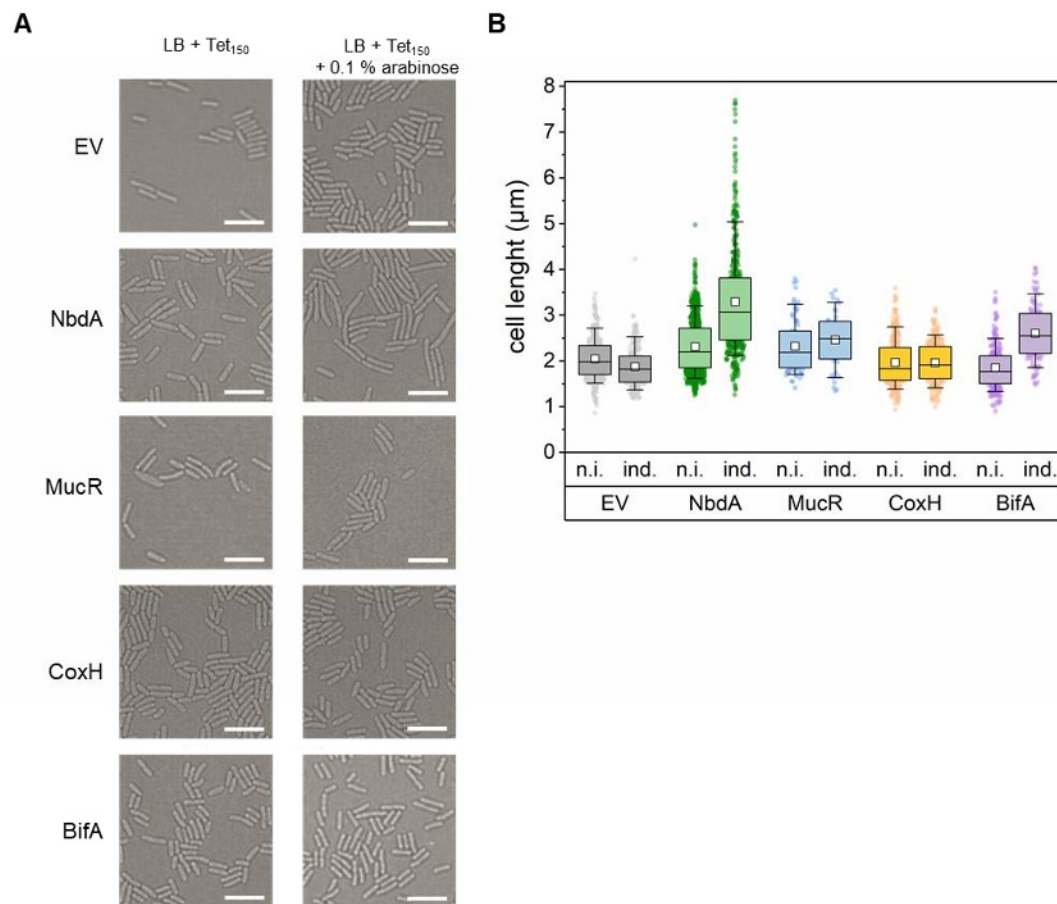 A
LB + Tet₁₅₀
LB + Tet₁₅₀
+ 0.1 % arabinose
EV
NbdA
MucR
CoxH
BifA
B
cell lenght (µm)
8
7
6
5
4
3
2
1
0
n.i. ind. n.i. ind. n.i. ind. n.i. ind. n.i. ind.
EV NbdA MucR CoxH BifA